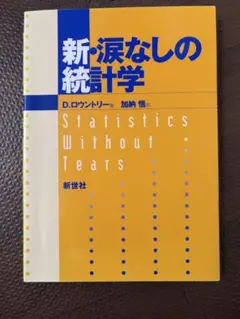 新・涙なしの
統計学
D.ロウントリー著 加納 悟訳
Statistics
Without
Tears
新世社